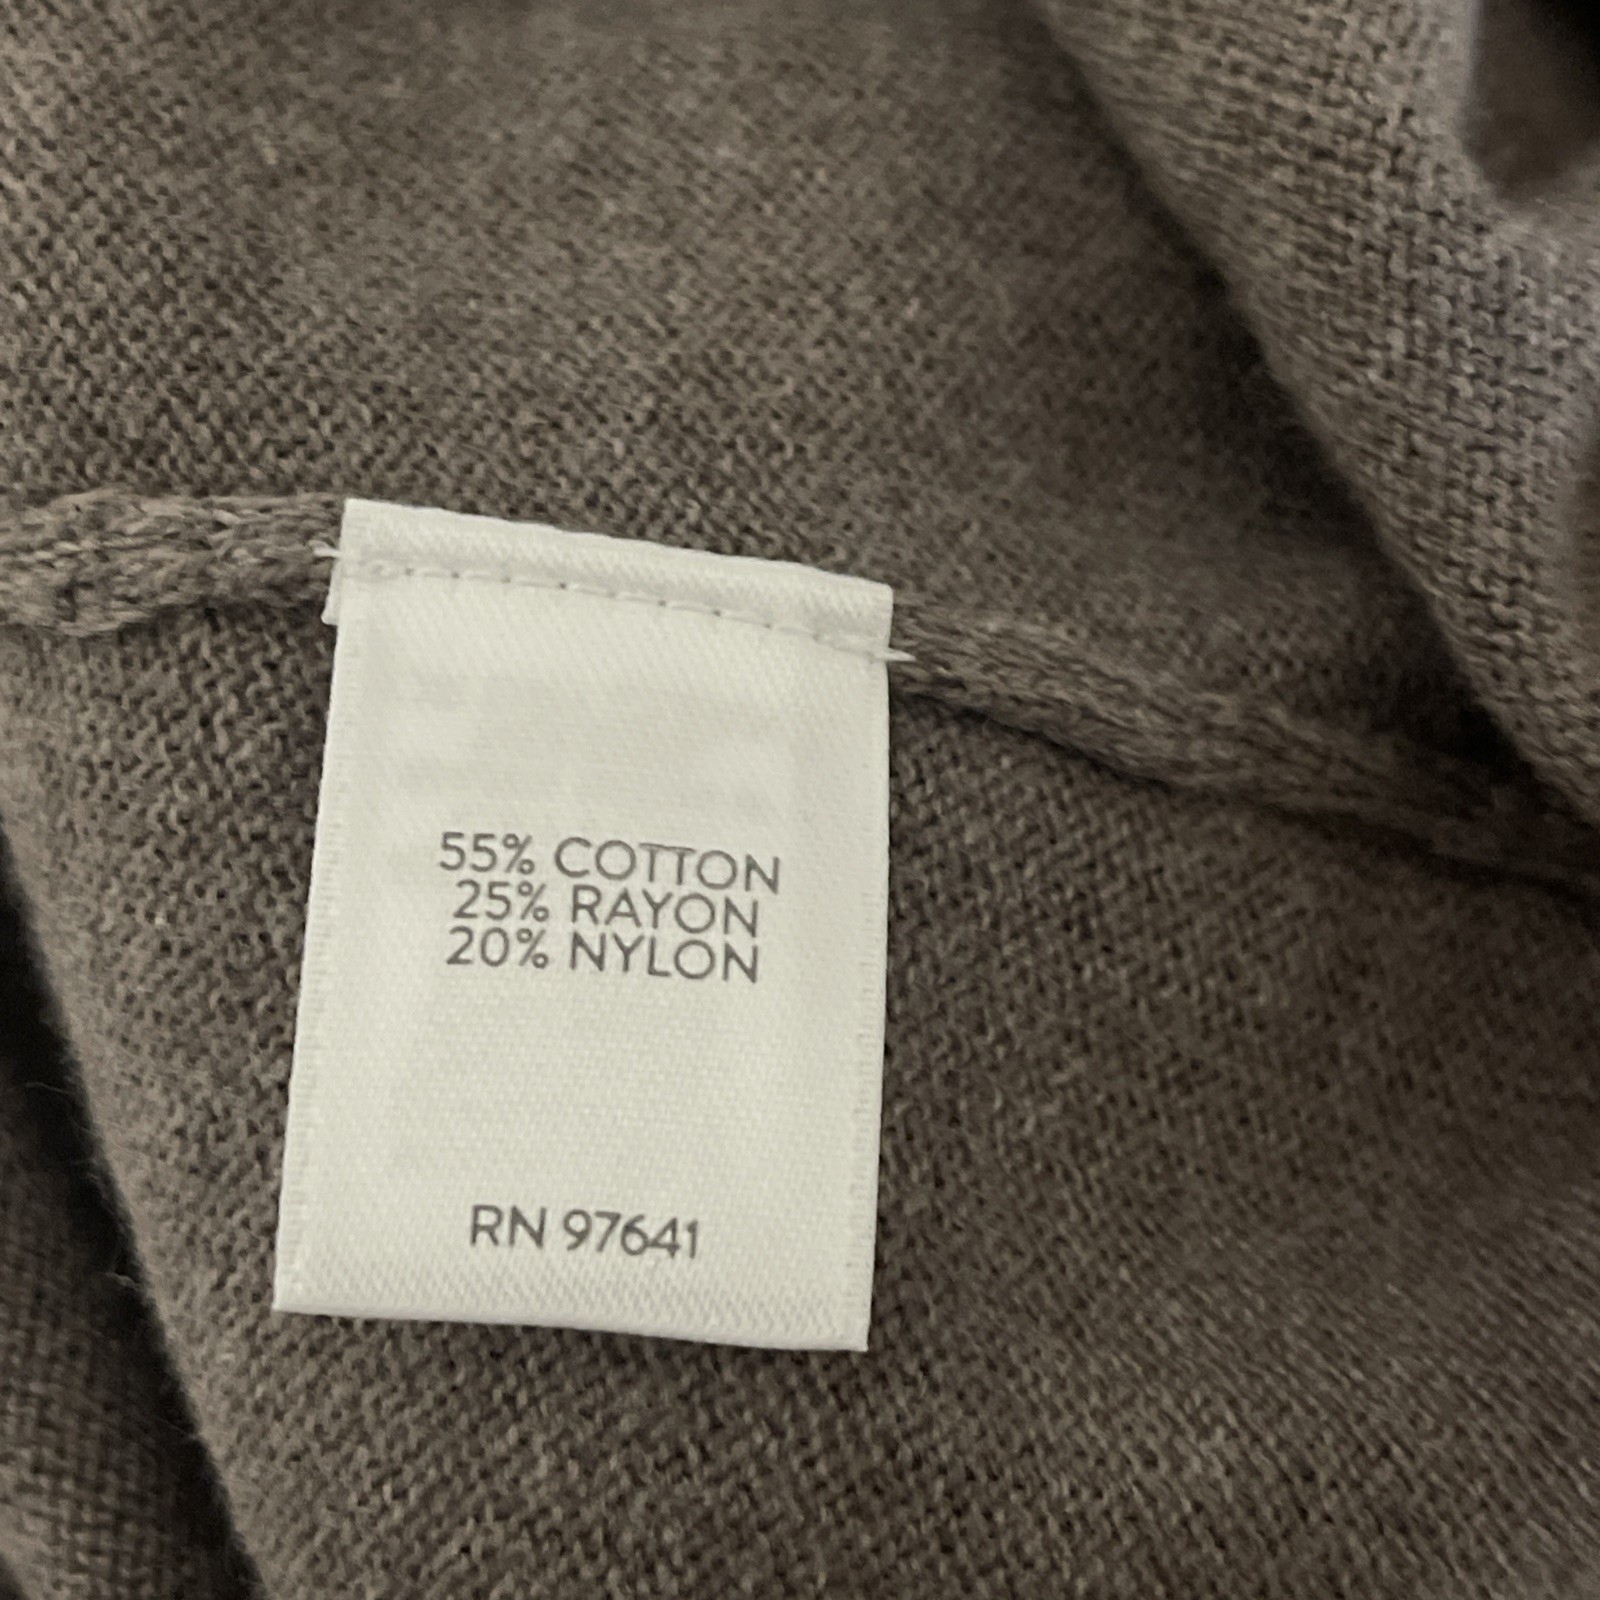 55% COTTON
25% RAYON
20% NYLON
RN 97641